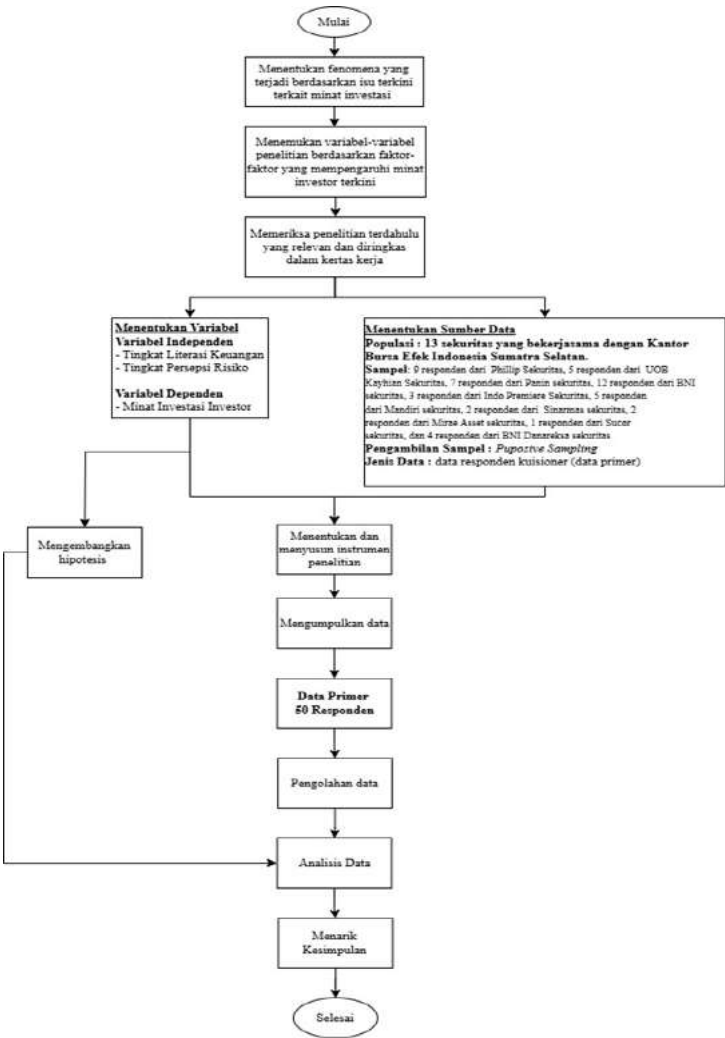 Mulai
Menentukan fenomena yang
terjadi berdasarkan isu terkini
terkait minat investasi
Menemukan variabel-variabel
penelitian berdasarkan faktor-
faktor yang mempengaruhi minat
investor terkini
Memeriksa penelitian terdahulu
yang relevan dan diringkas
dalam kertas kerja
Menentukan Variabel
Variabel Independen
- Tingkat Literasi Keuangan
- Tingkat Persepsi Risiko
Variabel Dependen
- Minat Investasi Investor
Menentukan Sumber Data
Populasi : 13 sekuritas yang bekerjasama dengan Kantor
Bursa Efek Indonesia Sumatra Selatan.
Sampel: 9 responden dari Phillip Sekuritas, 5 responden dari UOB
Kayhian Sekuritas, 7 responden dari Panin sekuritas, 12 responden dari BNI
sekuritas, 3 responden dari Indo Premiere Sekuritas, 5 responden
dari Mandiri sekuritas, 2 responden dari Sinarmas sekuritas, 2
responden dari Mirae Asset sekuritas, 1 responden dari Sucor
sekuritas, dan 4 responden dari BNI Danareksa sekuritas
Pengambilan Sampel : Puposive Sampling
Jenis Data : data responden kuisioner (data primer)
Mengembangkan
hipotesis
Menentukan dan
menyusun instrumen
penelitian
Mengumpulkan data
Data Primer
50 Responden
Pengolahan data
Analisis Data
Menarik
Kesimpulan
Selesai